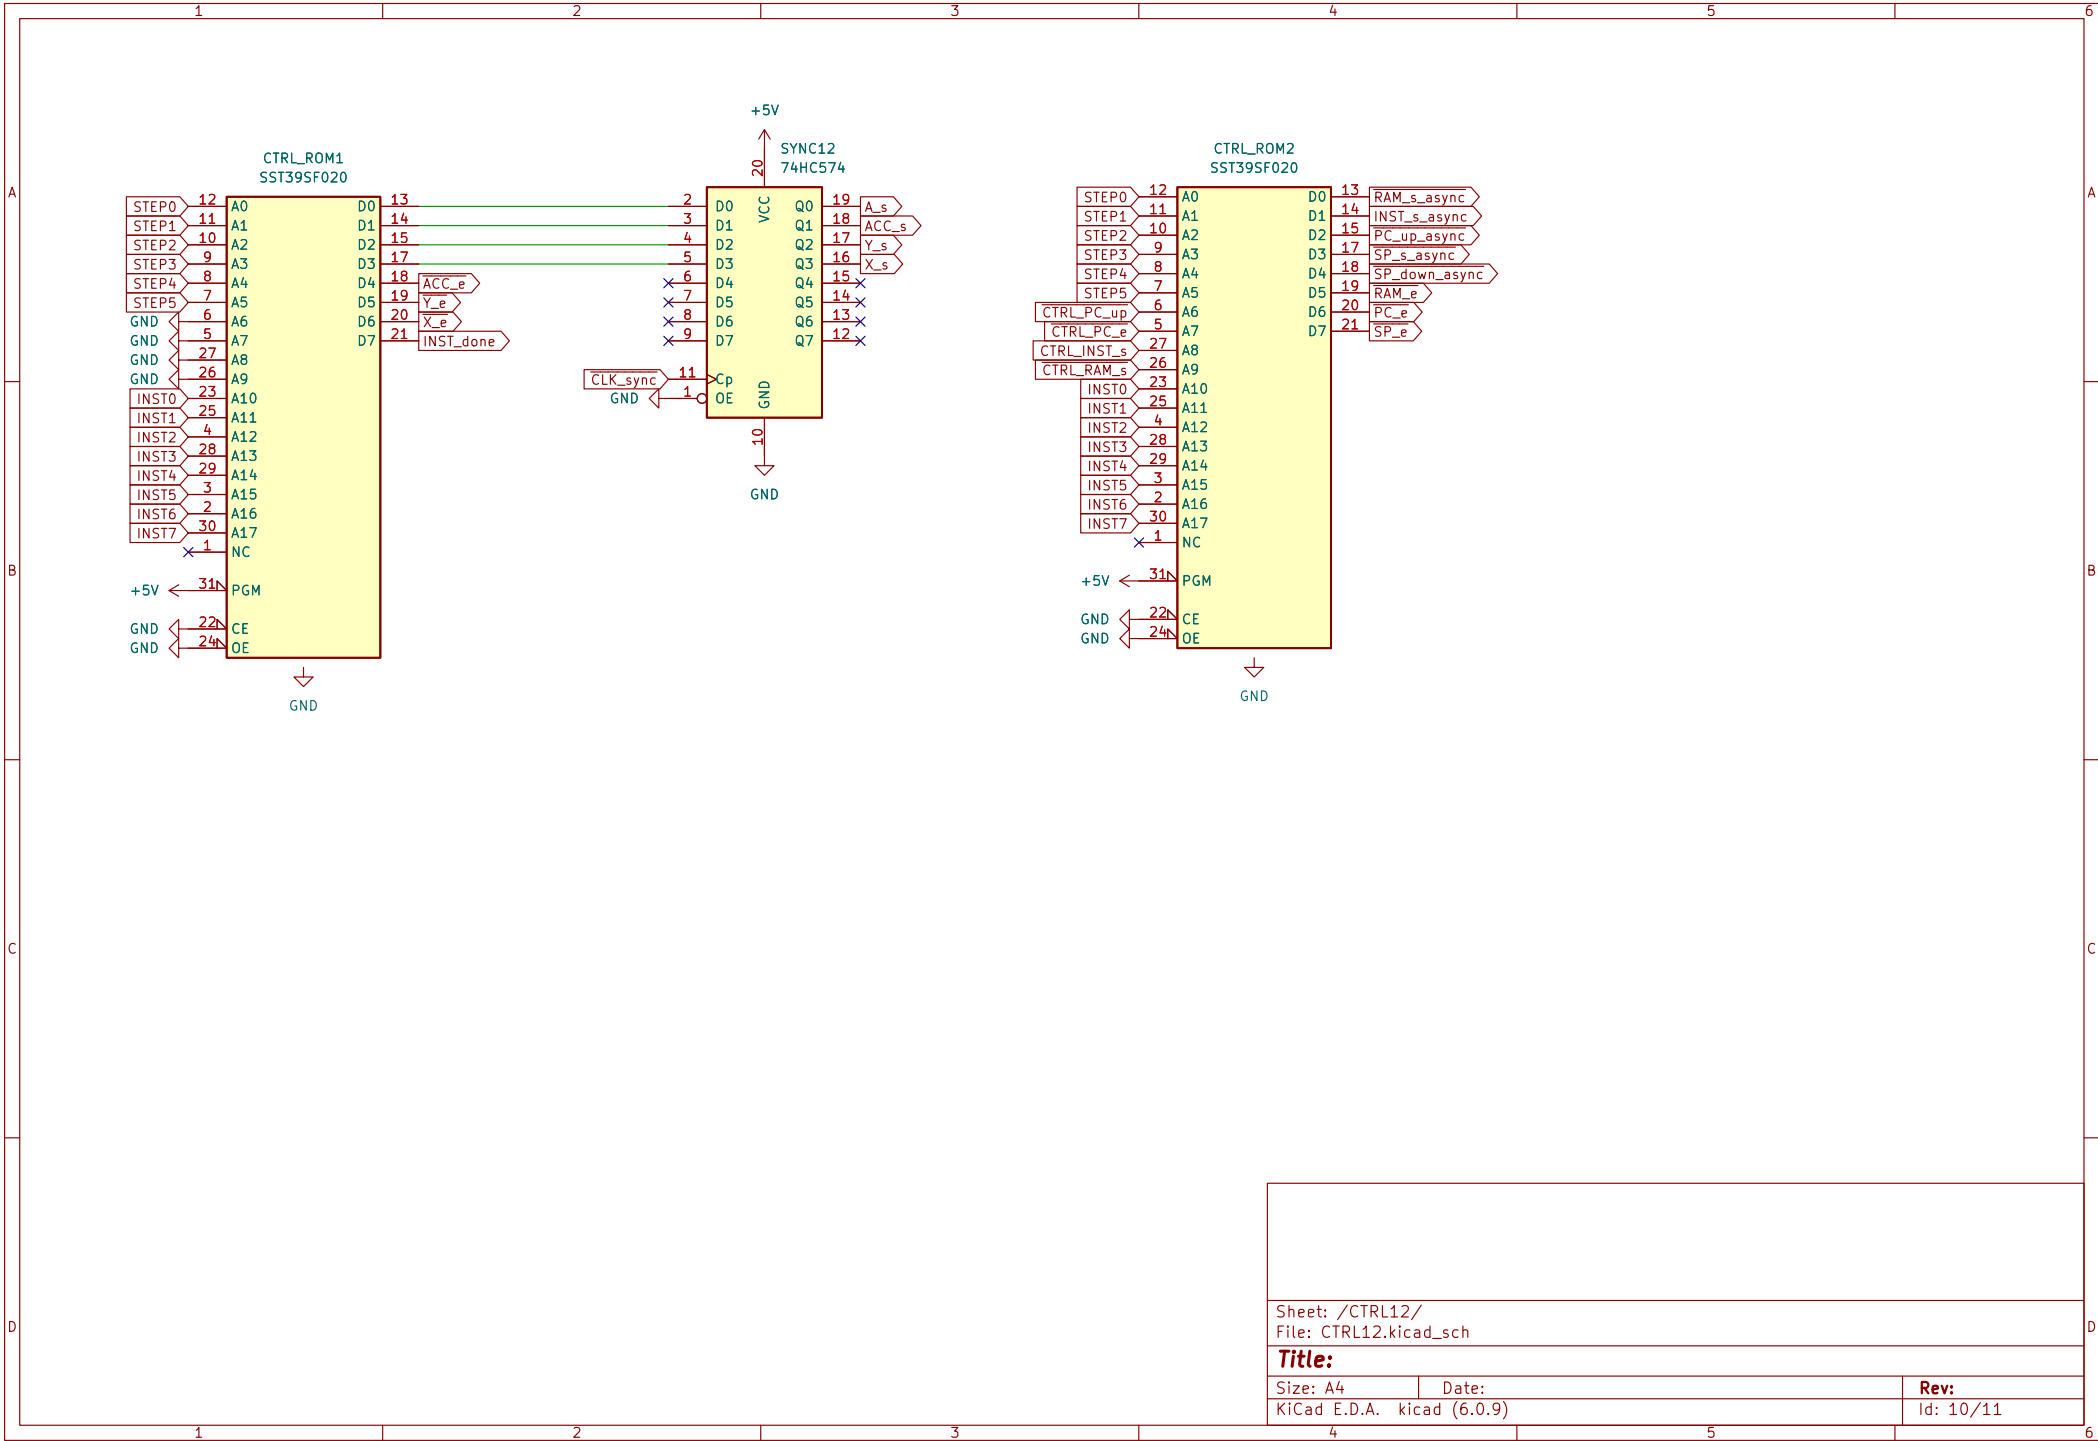 1 2 3 4 5 6
+5V
SYNC12
74HC574
CTRL_ROM1
SST39SF020
CTRL_ROM2
SST39SF020
A A
STEP0 12 A0 D0 13
STEP1 11 A1 D1 14
STEP2 10 A2 D2 15
STEP3 9 A3 D3 17
STEP4 8 A4 D4 18 ACC_e
STEP5 7 A5 D5 19 Y_e
GND 6 A6 D6 20 X_e
GND 5 A7 D7 21 INST_done
GND 27 A8
GND 26 A9
INST0 23 A10
INST1 25 A11
INST2 4 A12
INST3 28 A13
INST4 29 A14
INST5 3 A15
INST6 2 A16
INST7 30 A17
1 NC
+5V 31 PGM
GND 22 CE
GND 24 OE
GND
20 VCC
2 D0 Q0 19 A_s
3 D1 Q1 18 ACC_s
4 D2 Q2 17 Y_s
5 D3 Q3 16 X_s
6 D4 Q4 15
7 D5 Q5 14
8 D6 Q6 13
9 D7 Q7 12
CLK_sync 11 Cp
GND 1 OE
GND 10
GND
STEP0 12 A0 D0 13 RAM_s_async
STEP1 11 A1 D1 14 INST_s_async
STEP2 10 A2 D2 15 PC_up_async
STEP3 9 A3 D3 17 SP_s_async
STEP4 8 A4 D4 18 SP_down_async
STEP5 7 A5 D5 19 RAM_e
CTRL_PC_up 6 A6 D6 20 PC_e
CTRL_PC_e 5 A7 D7 21 SP_e
CTRL_INST_s 27 A8
CTRL_RAM_s 26 A9
INST0 23 A10
INST1 25 A11
INST2 4 A12
INST3 28 A13
INST4 29 A14
INST5 3 A15
INST6 2 A16
INST7 30 A17
1 NC
+5V 31 PGM
GND 22 CE
GND 24 OE
GND
B B
C C
D D
Sheet: /CTRL12/
File: CTRL12.kicad_sch
Title:
Size: A4 Date: Rev:
KiCad E.D.A. kicad (6.0.9) Id: 10/11
1 2 3 4 5 6